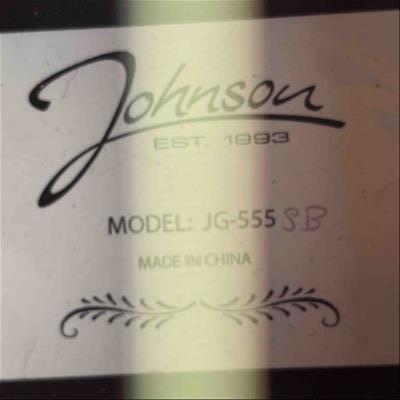 Johnson
EST. 1993
MODEL: JG-555 SB
MADE IN CHINA